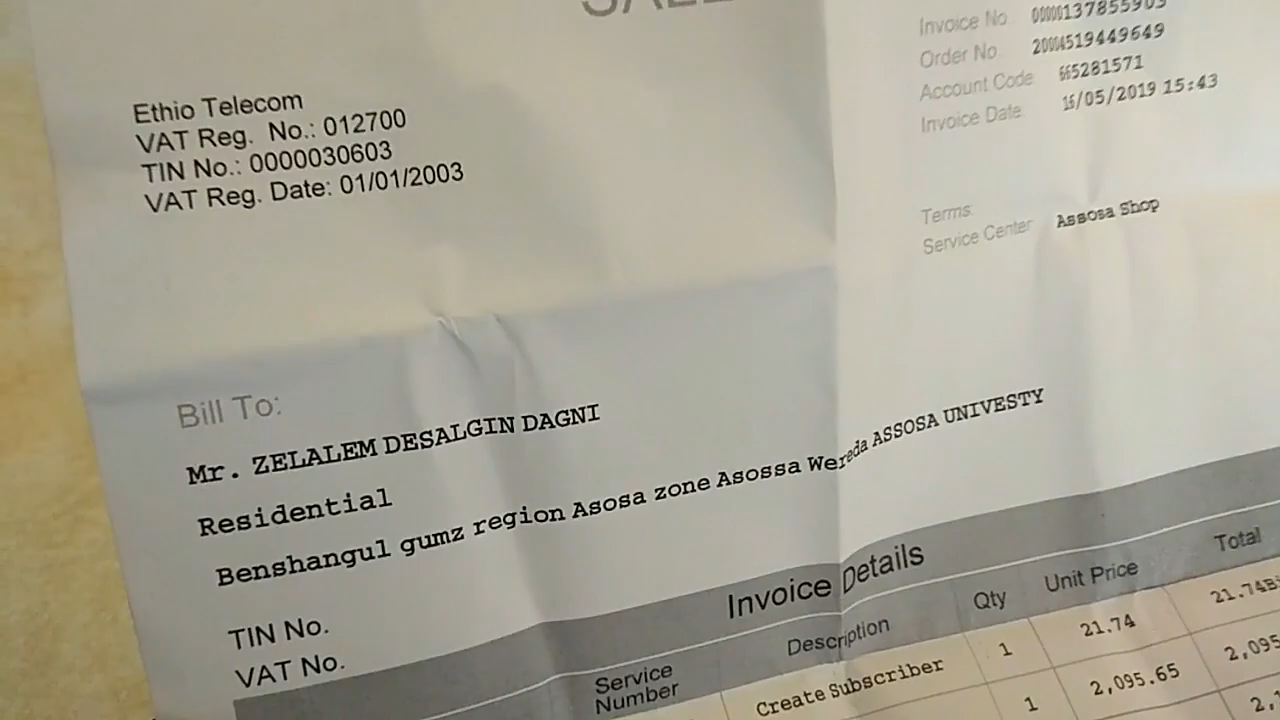 Invoice No. 00000137855903
Order No. 20004519449649
Account Code 665281571
Invoice Date: 16/05/2019 15:43
Ethio Telecom
VAT Reg. No.: 012700
TIN No.: 0000030603
VAT Reg. Date: 01/01/2003
Terms
Service Center Assosa Shop
Bill To:
Mr. ZELALEM DESALGIN DAGNI
Residential
Benshangul gumz region Asosa zone Asossa Wereda ASSOSA UNIVESTY
TIN No.
VAT No.
Invoice Details
Service Number Description Qty Unit Price Total
Create Subscriber 1 21.74 21.74
1 2,095.65